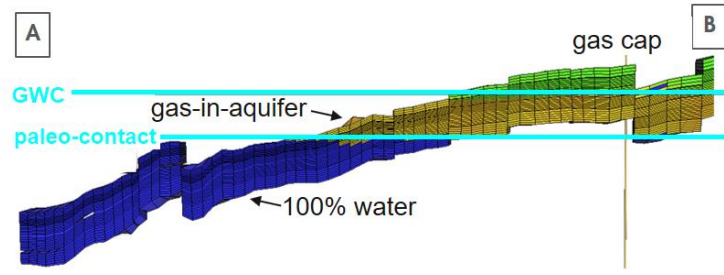 A
B
gas cap
GWC
gas-in-aquifer
paleo-contact
100% water